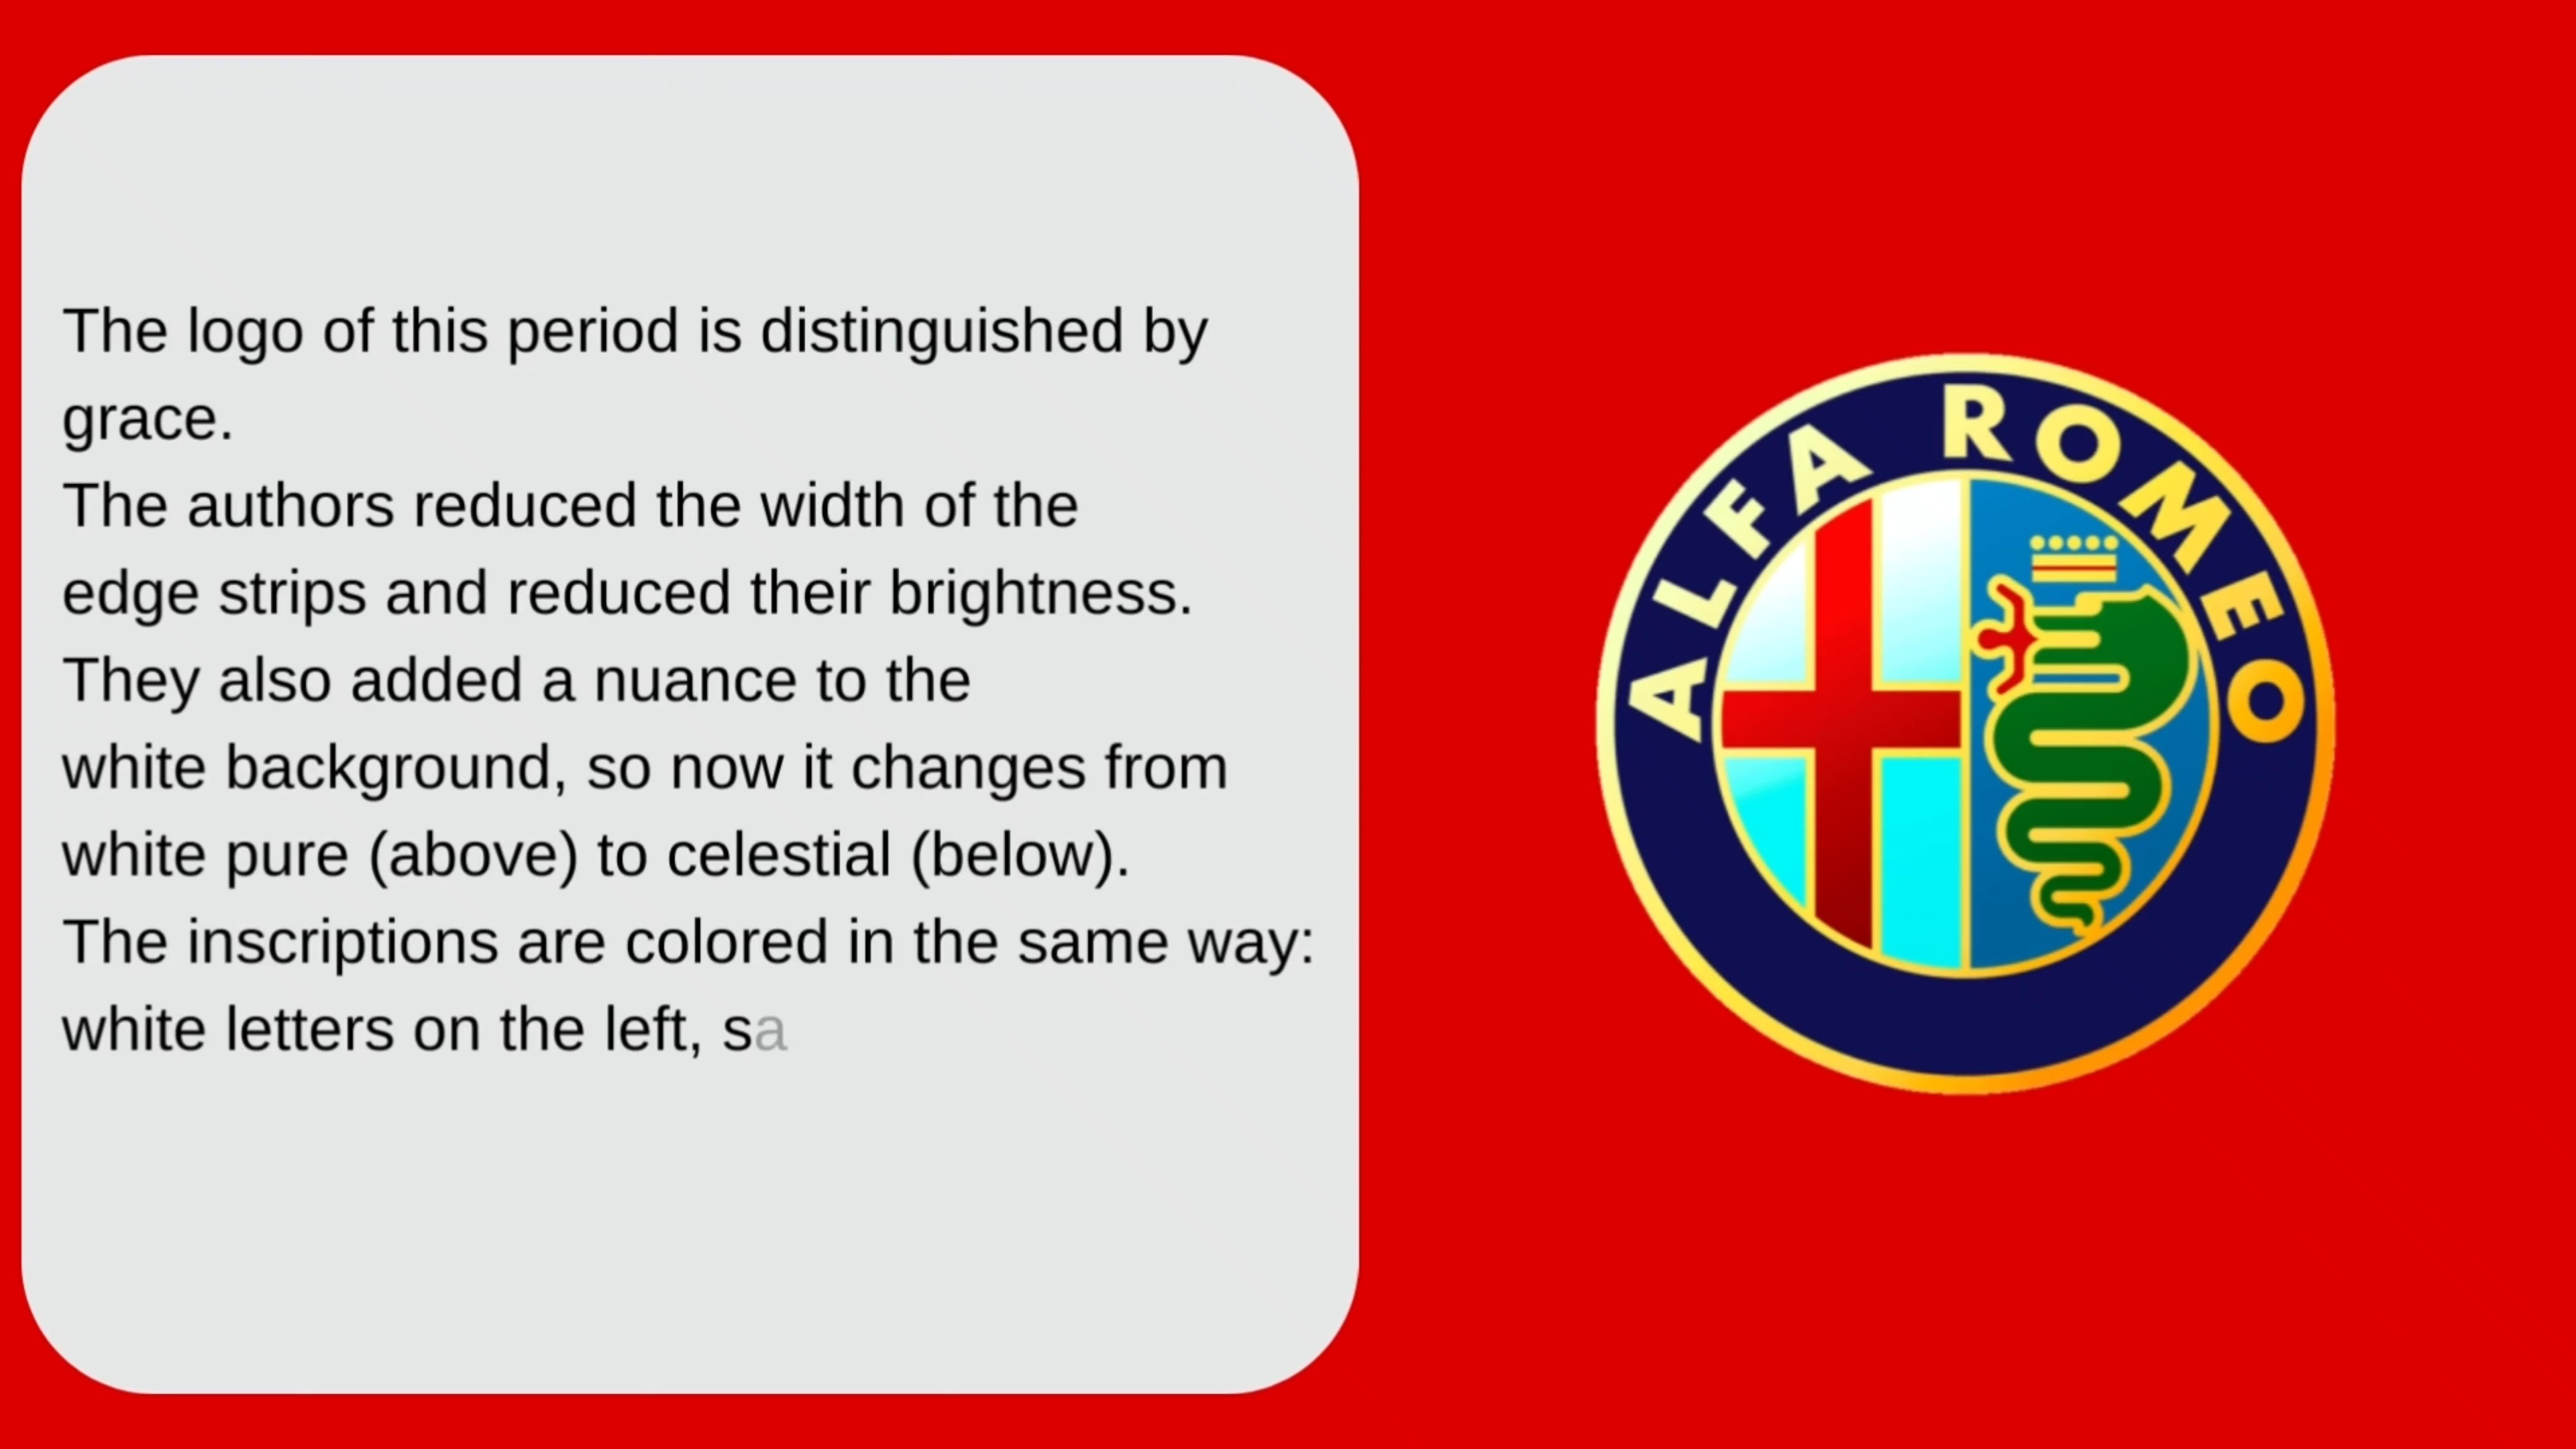 The logo of this period is distinguished by
grace.
The authors reduced the width of the
edge strips and reduced their brightness.
They also added a nuance to the
white background, so now it changes from
white pure (above) to celestial (below).
The inscriptions are colored in the same way:
white letters on the left, sa
ALFA ROMEO